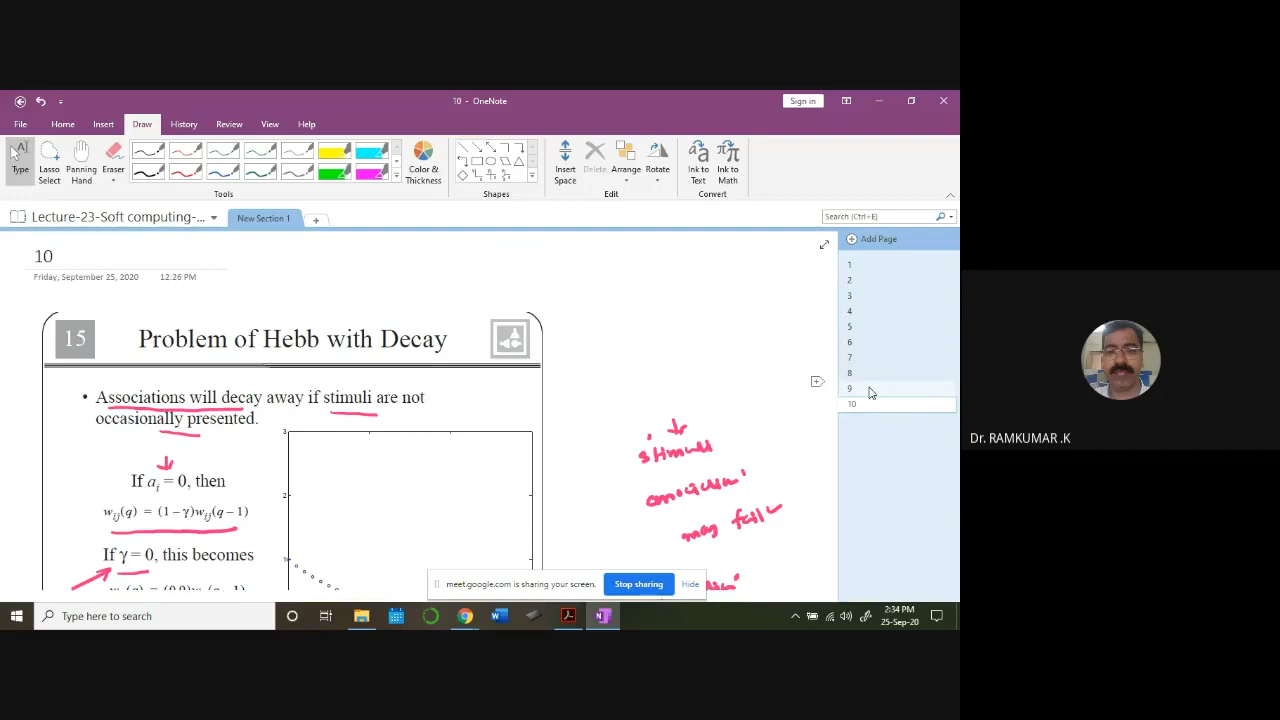 10 - OneNote
Sign in
File Home Insert Draw History Review View Help
Type
Lasso Select
Panning Hand
Eraser
Color & Thickness
Insert Space
Delete
Arrange
Rotate
Ink to Text
Ink to Math
Tools
Shapes
Edit
Convert
Lecture-23-Soft computing-...
New Section 1
Search (Ctrl+E)
Add Page
10
Friday, September 25, 2020 12:26 PM
1
2
3
4
5
6
7
8
9
10
15
Problem of Hebb with Decay
• Associations will decay away if stimuli are not
occasionally presented.
If ai = 0, then
wij(q) = (1 – γ)wij(q – 1)
If γ = 0, this becomes
3
2
1
stimuli
may fail
meet.google.com is sharing your screen.
Stop sharing
Hide
Type here to search
2:34 PM
25-Sep-20
Dr. RAMKUMAR .K